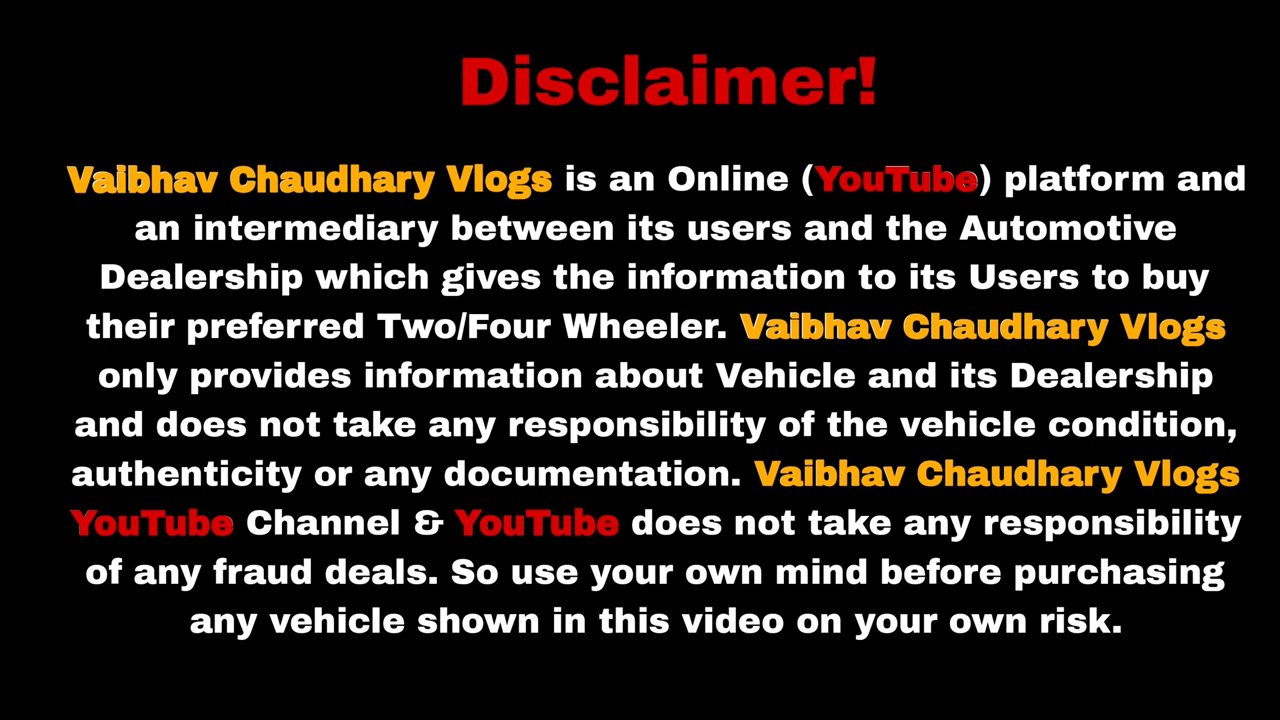 Disclaimer!
Vaibhav Chaudhary Vlogs is an Online (YouTube) platform and
an intermediary between its users and the Automotive
Dealership which gives the information to its Users to buy
their preferred Two/Four Wheeler. Vaibhav Chaudhary Vlogs
only provides information about Vehicle and its Dealership
and does not take any responsibility of the vehicle condition,
authenticity or any documentation. Vaibhav Chaudhary Vlogs
YouTube Channel & YouTube does not take any responsibility
of any fraud deals. So use your own mind before purchasing
any vehicle shown in this video on your own risk.